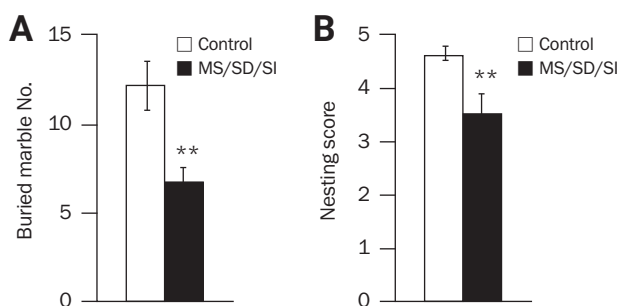 A
Buried marble No.
15
10
5
0
Control
MS/SD/SI
**
B
Nesting score
5
4
3
2
1
0
Control
MS/SD/SI
**